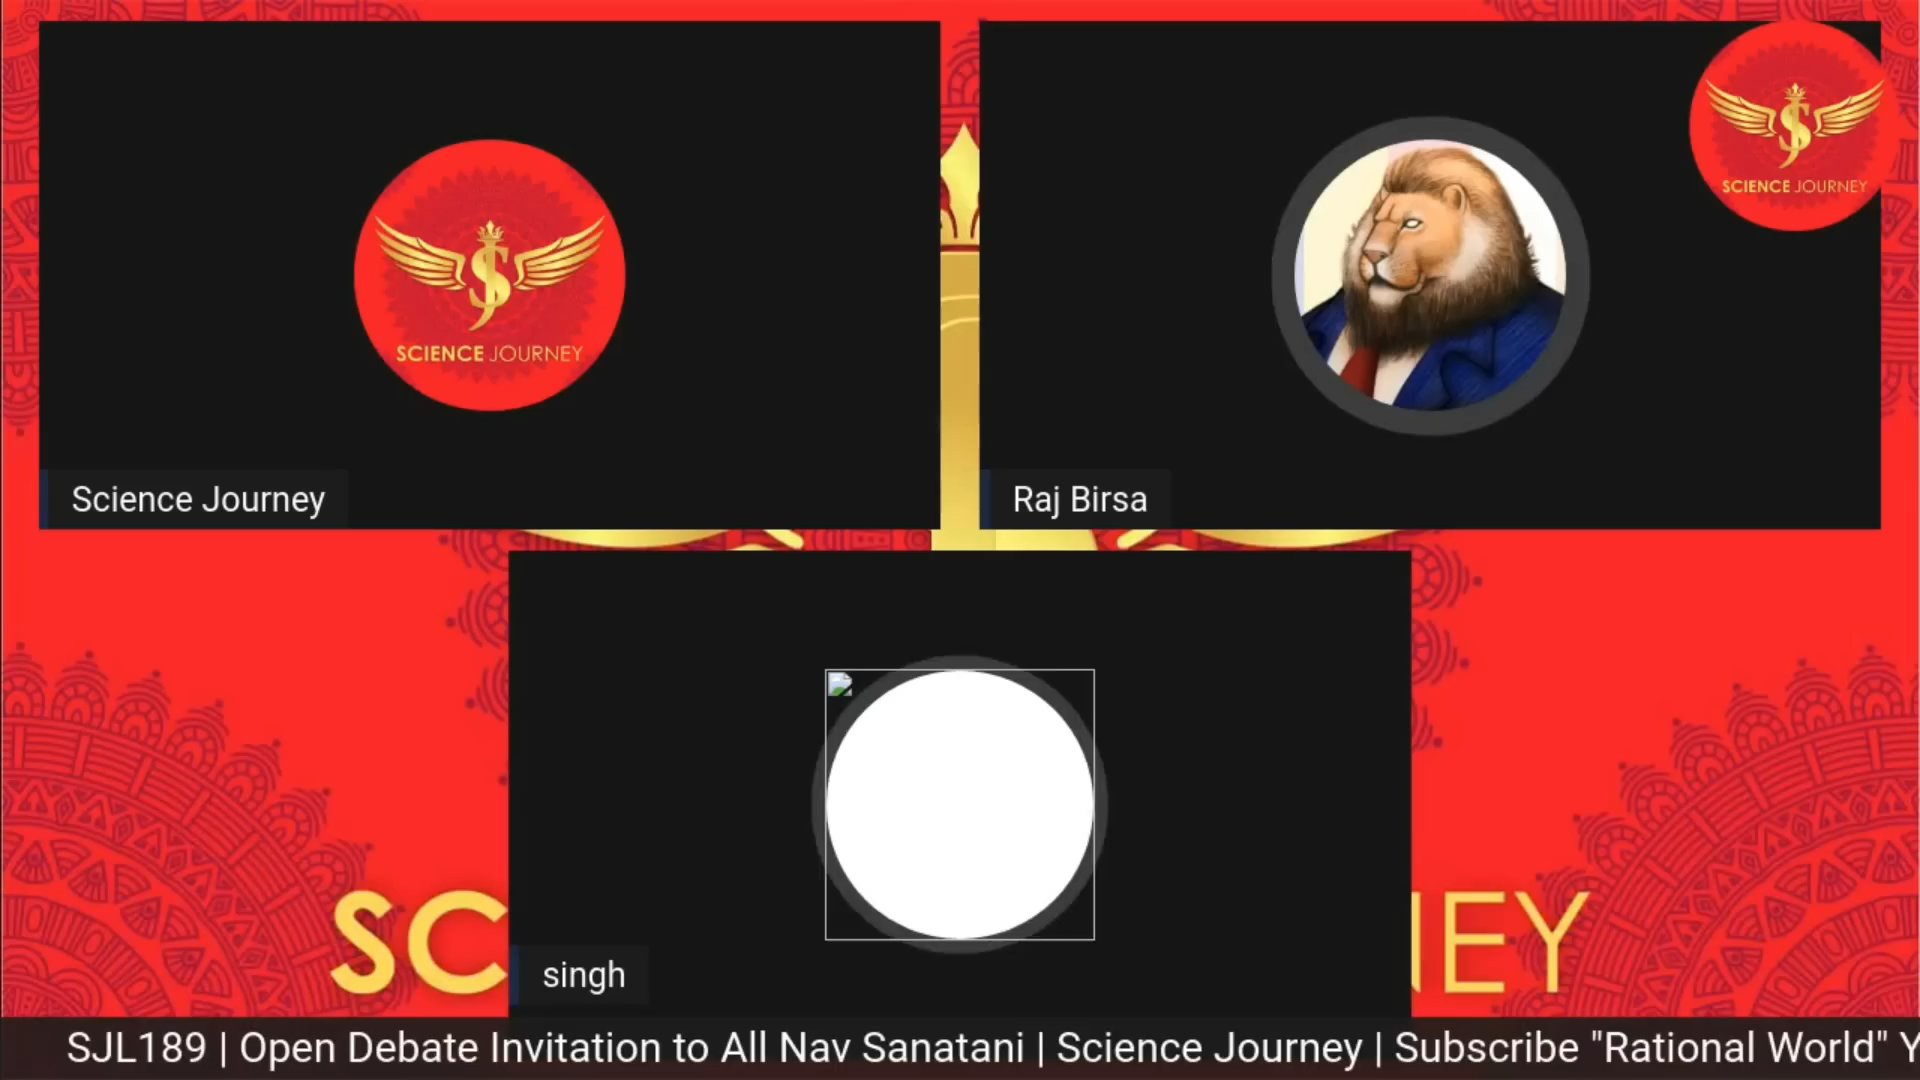 SCIENCE JOURNEY
SCIENCE JOURNEY
Science Journey
Raj Birsa
SC
NEY
singh
SJL189 | Open Debate Invitation to All Nav Sanatani | Science Journey | Subscribe "Rational World" Y